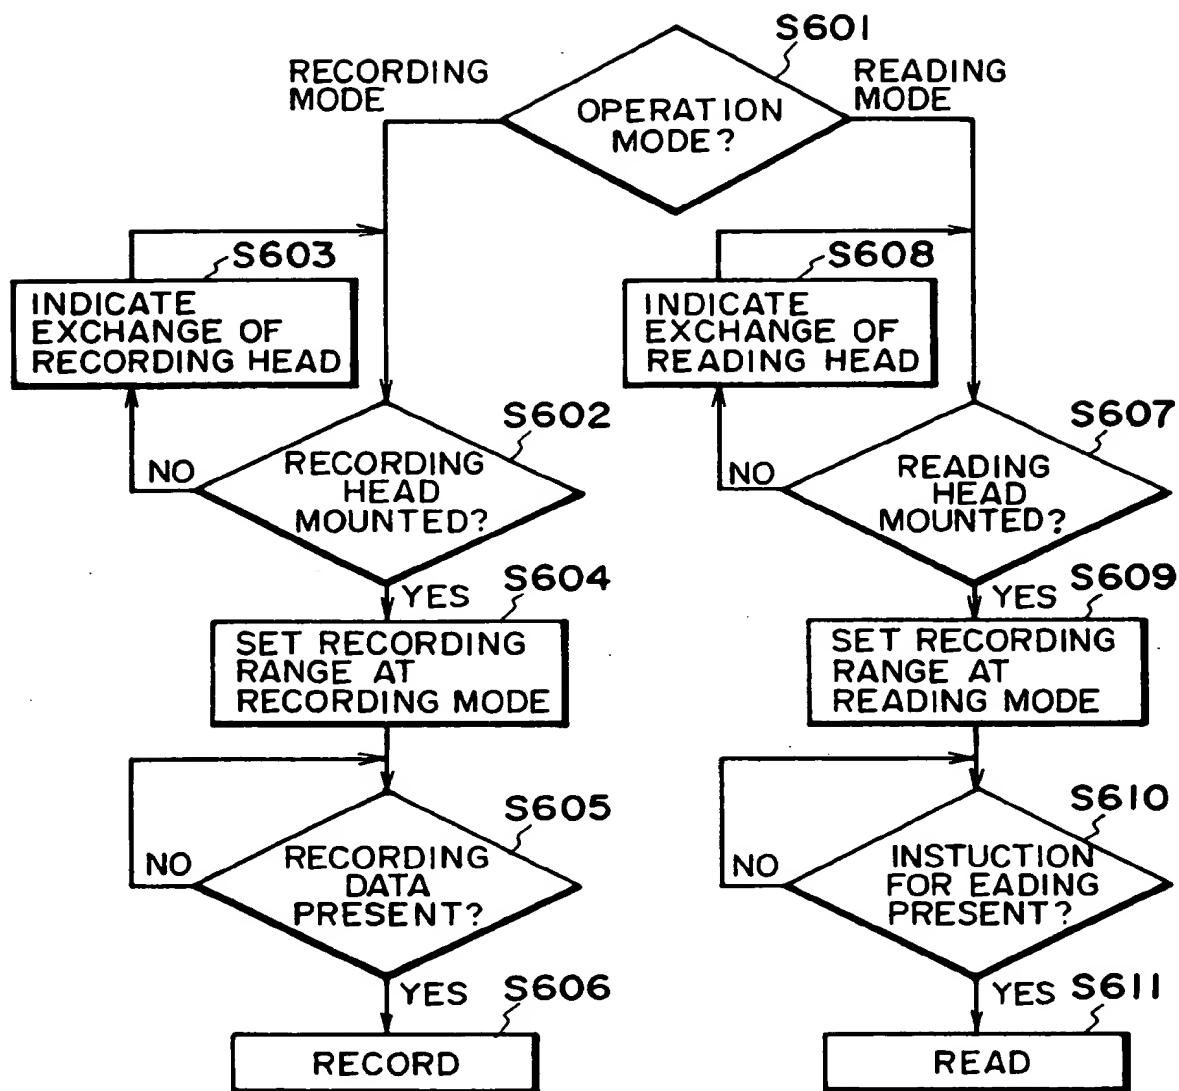 S601
RECORDING
MODE
READING
MODE
OPERATION
MODE?
S603
INDICATE
EXCHANGE OF
RECORDING HEAD
S608
INDICATE
EXCHANGE OF
READING HEAD
S602
NO
RECORDING
HEAD
MOUNTED?
S607
NO
READING
HEAD
MOUNTED?
YES
S604
SET RECORDING
RANGE AT
RECORDING MODE
YES
S609
SET RECORDING
RANGE AT
READING MODE
S605
NO
RECORDING
DATA
PRESENT?
S610
NO
INSTUCTION
FOR EADING
PRESENT?
YES
S606
RECORD
YES
S611
READ